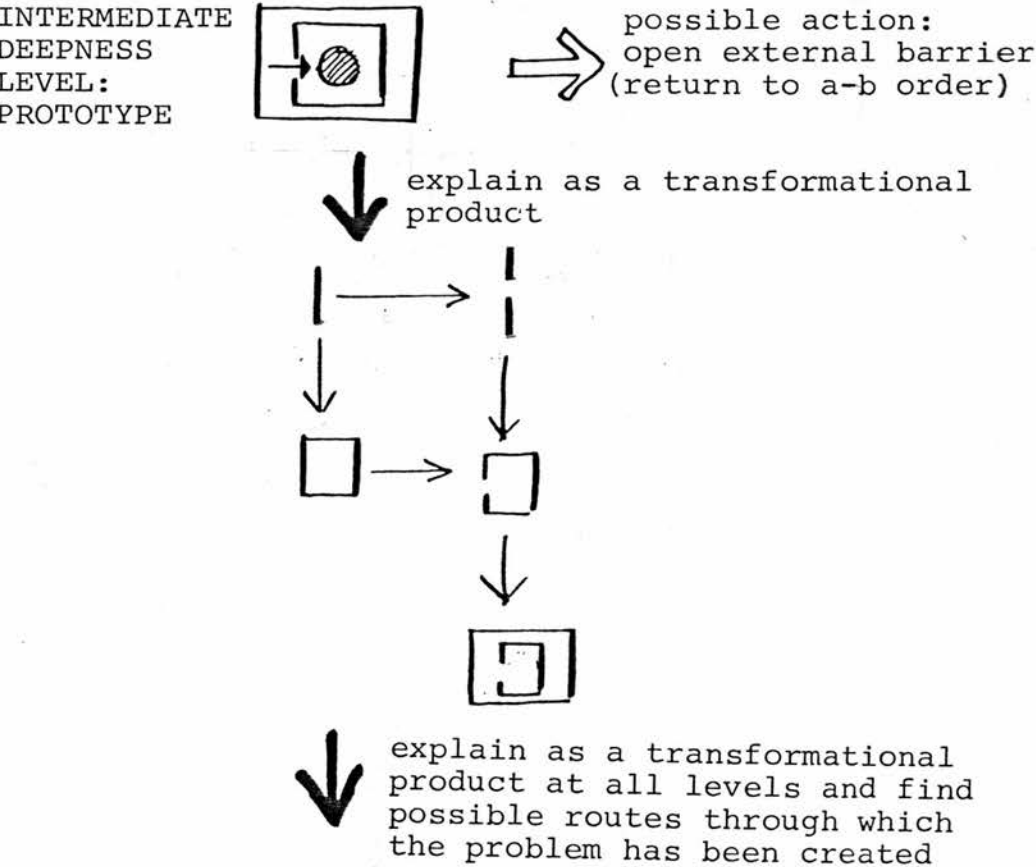 INTERMEDIATE
DEEPNESS
LEVEL:
PROTOTYPE
possible action:
open external barrier
(return to a-b order)
explain as a transformational
product
explain as a transformational
product at all levels and find
possible routes through which
the problem has been created